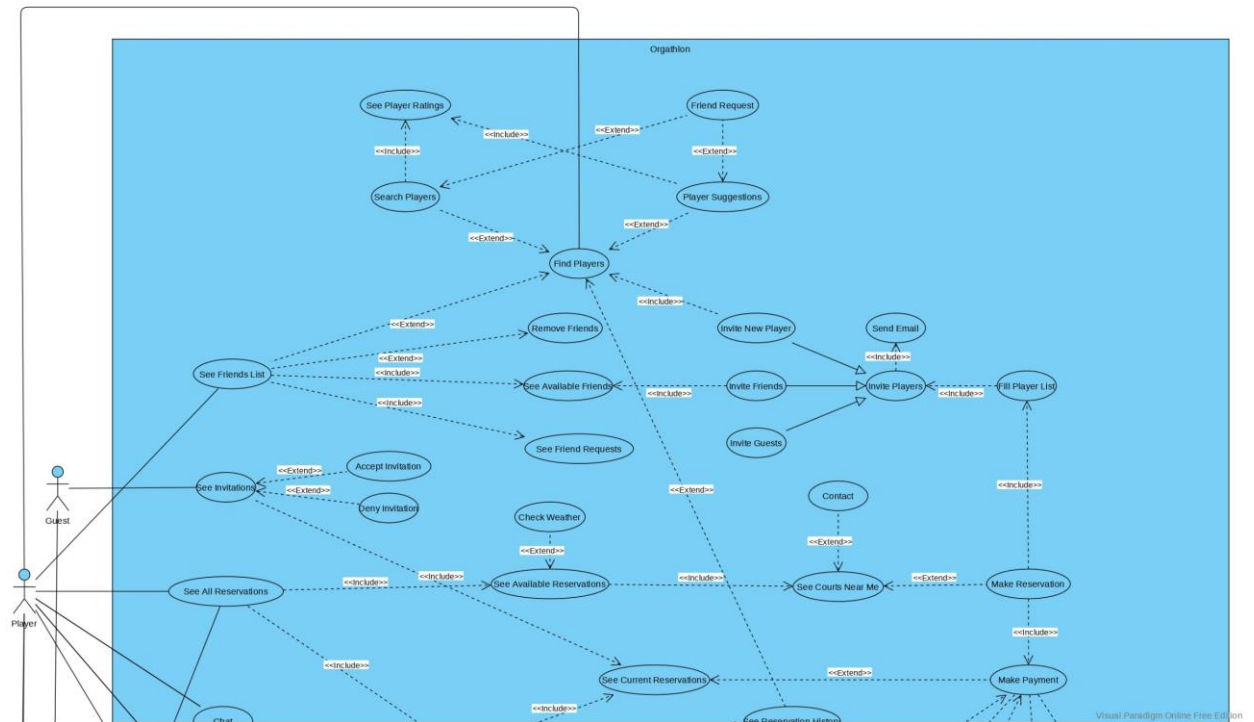 Orgathlon
See Player Ratings
Friend Request
<<Extend>>
<<Include>>
<<Include>>
<<Extend>>
Search Players
Player Suggestions
<<Extend>>
<<Extend>>
Find Players
<<Include>>
<<Extend>>
Remove Friends
Invite New Player
Send Email
<<Extend>>
<<Include>>
See Friends List
<<Include>>
See Available Friends
<<Include>>
Invite Friends
Invite Players
<<Include>>
Fill Player List
<<Include>>
See Friend Requests
Invite Guests
Accept Invitation
<<Extend>>
See Invitations
<<Extend>>
<<Extend>>
<<Include>>
Contact
Guest
Deny Invitation
Check Weather
<<Extend>>
<<Extend>>
<<Include>>
<<Include>>
<<Include>>
<<Extend>>
See All Reservations
See Available Reservations
See Courts Near Me
Make Reservation
Player
<<Include>>
<<Include>>
<<Extend>>
See Current Reservations
Make Payment
<<Include>>
Chat
See Reservation History
Visual Paradigm Online Free Edition